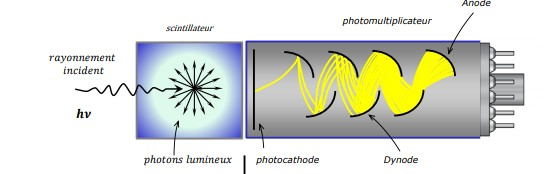 Anode
photomultiplicateur
scintillateur
rayonnement
incident
hν
photons lumineux
photocathode
Dynode